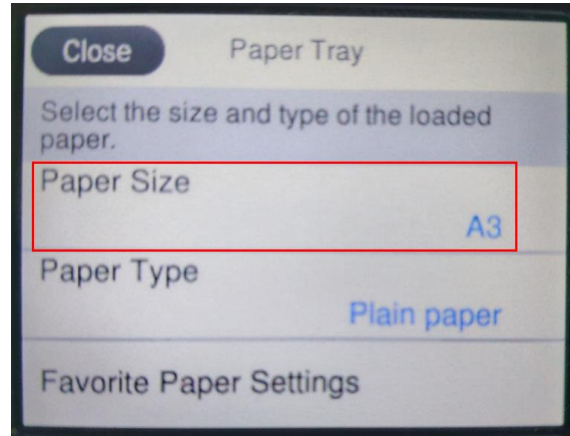 Close
Paper Tray
Select the size and type of the loaded
paper.
Paper Size
A3
Paper Type
Plain paper
Favorite Paper Settings